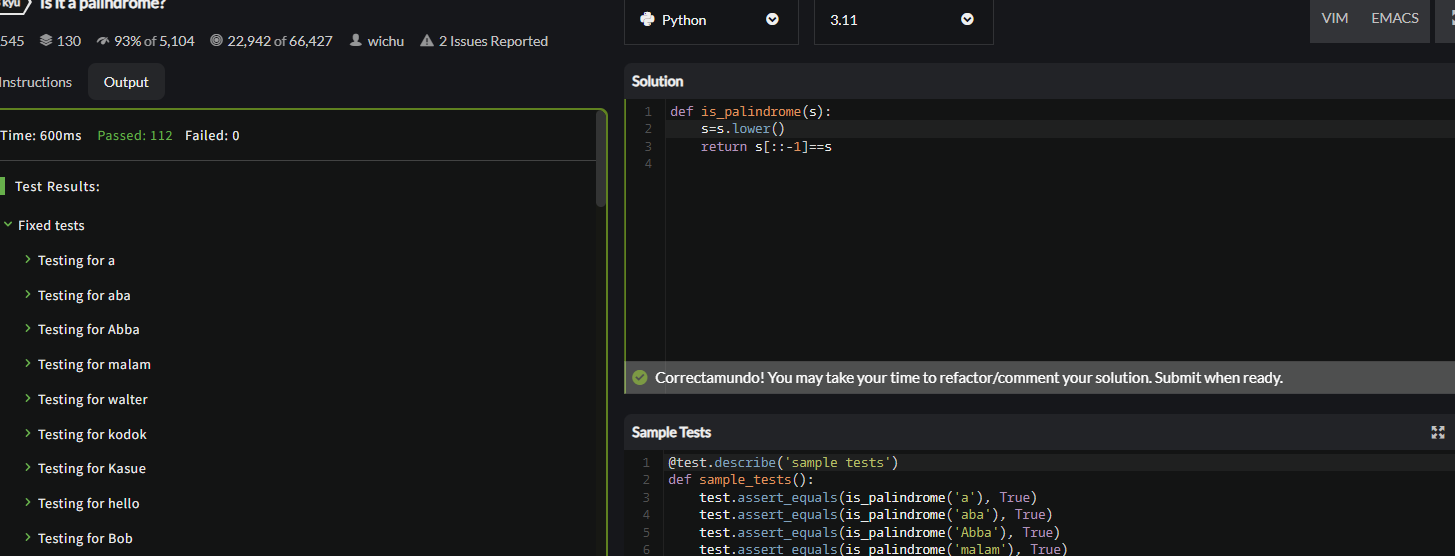 kyu Is it a palindrome?
545 130 93% of 5,104 22,942 of 66,427 wichu 2 Issues Reported
Instructions Output
Time: 600ms Passed: 112 Failed: 0
Test Results:
Fixed tests
Testing for a
Testing for aba
Testing for Abba
Testing for malam
Testing for walter
Testing for kodok
Testing for Kasue
Testing for hello
Testing for Bob
Python 3.11 VIM EMACS
Solution
1 def is_palindrome(s):
2 s=s.lower()
3 return s[::-1]==s
4
Correctamundo! You may take your time to refactor/comment your solution. Submit when ready.
Sample Tests
1 @test.describe('sample tests')
2 def sample_tests():
3 test.assert_equals(is_palindrome('a'), True)
4 test.assert_equals(is_palindrome('aba'), True)
5 test.assert_equals(is_palindrome('Abba'), True)
6 test.assert_equals(is_palindrome('malam'), True)